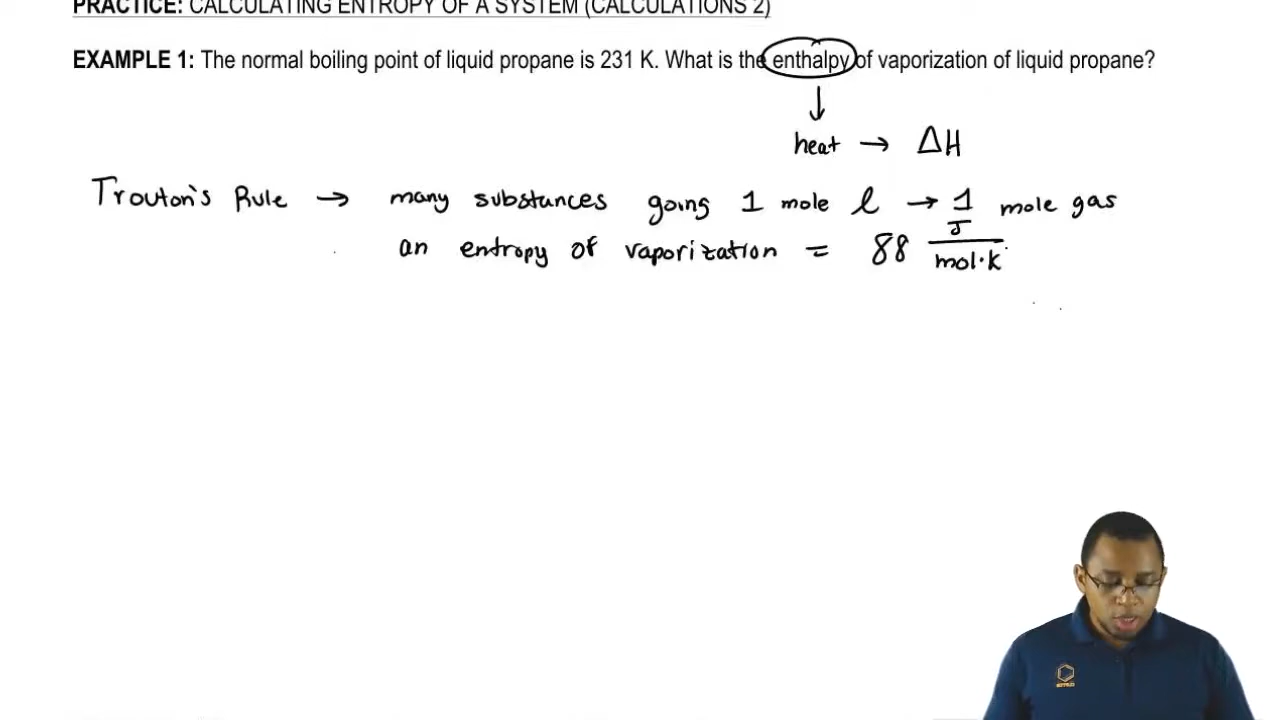 PRACTICE: CALCULATING ENTROPY OF A SYSTEM (CALCULATIONS 2)
EXAMPLE 1: The normal boiling point of liquid propane is 231 K. What is the enthalpy of vaporization of liquid propane?
heat → ΔH
Trouton's Rule → many substances going 1 mole l → 1 mole gas
an entropy of vaporization = 88 J/mol·K